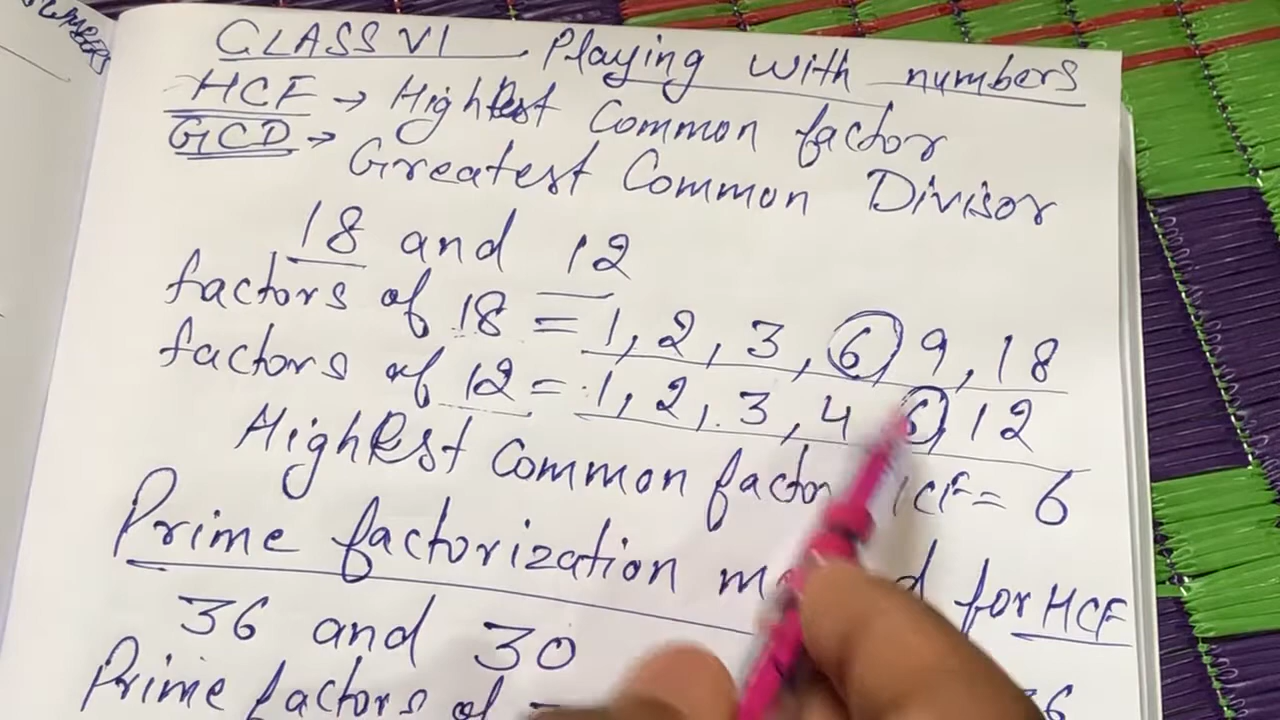 CLASS VI Playing with numbers
HCF → Highest Common factor
GCD → Greatest Common Divisor
18 and 12
factors of 18 = 1, 2, 3, 6, 9, 18
factors of 12 = 1, 2, 3, 4, 6, 12
Highest Common factor HCF = 6
Prime factorization method for HCF
36 and 30
Prime factors of